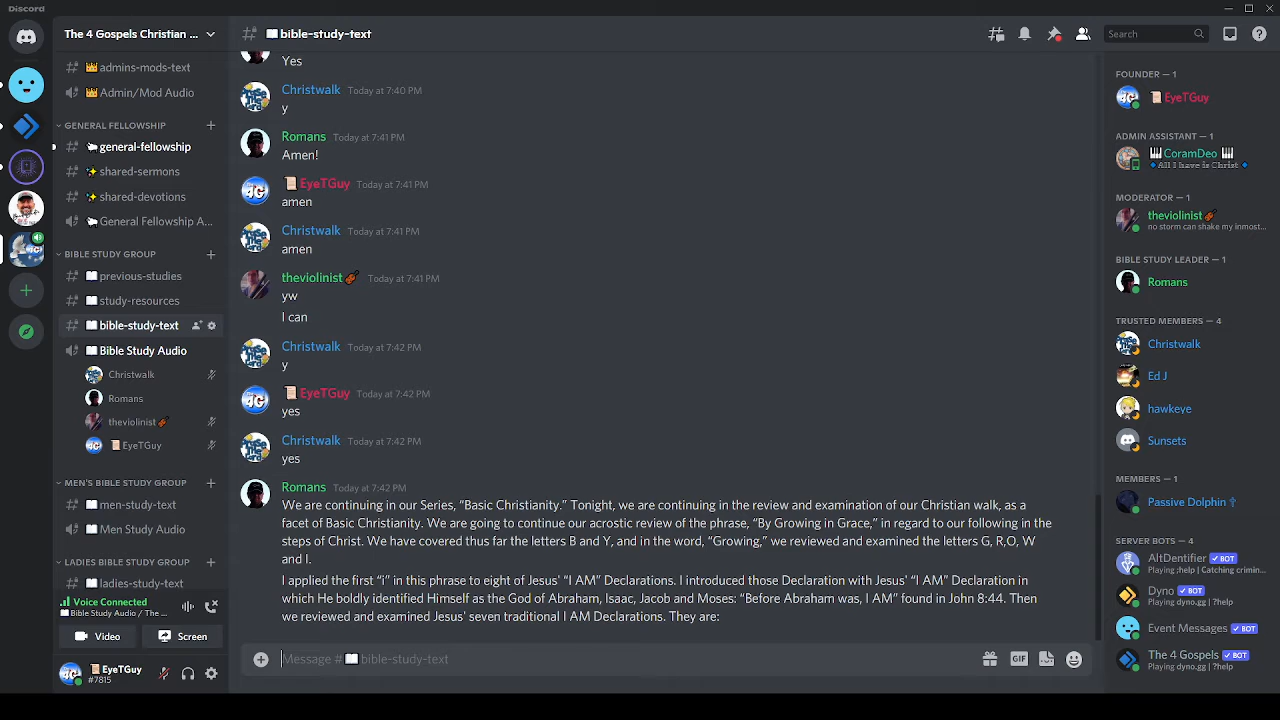 Discord
The 4 Gospels Christian ...
admins-mods-text
Admin/Mod Audio
GENERAL FELLOWSHIP
general-fellowship
shared-sermons
shared-devotions
General Fellowship A...
BIBLE STUDY GROUP
previous-studies
study-resources
bible-study-text
Bible Study Audio
Christwalk
Romans
theviolinist
EyeTGuy
MEN'S BIBLE STUDY GROUP
men-study-text
Men Study Audio
LADIES BIBLE STUDY GROUP
ladies-study-text
Voice Connected
Bible Study Audio / The ...
Video
Screen
EyeTGuy
#7815
bible-study-text
Search
Yes
Christwalk Today at 7:40 PM
y
Romans Today at 7:41 PM
Amen!
EyeTGuy Today at 7:41 PM
amen
Christwalk Today at 7:41 PM
amen
theviolinist Today at 7:41 PM
yw
I can
Christwalk Today at 7:42 PM
y
EyeTGuy Today at 7:42 PM
yes
Christwalk Today at 7:42 PM
yes
Romans Today at 7:42 PM
We are continuing in our Series, “Basic Christianity.” Tonight, we are continuing in the review and examination of our Christian walk, as a
facet of Basic Christianity. We are going to continue our acrostic review of the phrase, “By Growing in Grace,” in regard to our following in the
steps of Christ. We have covered thus far the letters B and Y, and in the word, “Growing,” we reviewed and examined the letters G, R,O, W
and I.
I applied the first “i” in this phrase to eight of Jesus’ “I AM” Declarations. I introduced those Declaration with Jesus’ “I AM” Declaration in
which He boldly identified Himself as the God of Abraham, Isaac, Jacob and Moses: “Before Abraham was, I AM” found in John 8:44. Then
we reviewed and examined Jesus’ seven traditional I AM Declarations. They are:
Message # bible-study-text
GIF
FOUNDER — 1
EyeTGuy
ADMIN ASSISTANT — 1
CoramDeo
All I have is Christ
MODERATOR — 1
theviolinist
no storm can shake my inmost...
BIBLE STUDY LEADER — 1
Romans
TRUSTED MEMBERS — 4
Christwalk
Ed J
hawkeye
Sunsets
MEMBERS — 1
Passive Dolphin ✝
SERVER BOTS — 4
AltDentifier BOT
Playing ;help | Catching crimin...
Dyno BOT
Playing dyno.gg | ?help
Event Messages BOT
The 4 Gospels BOT
Playing dyno.gg | ?help